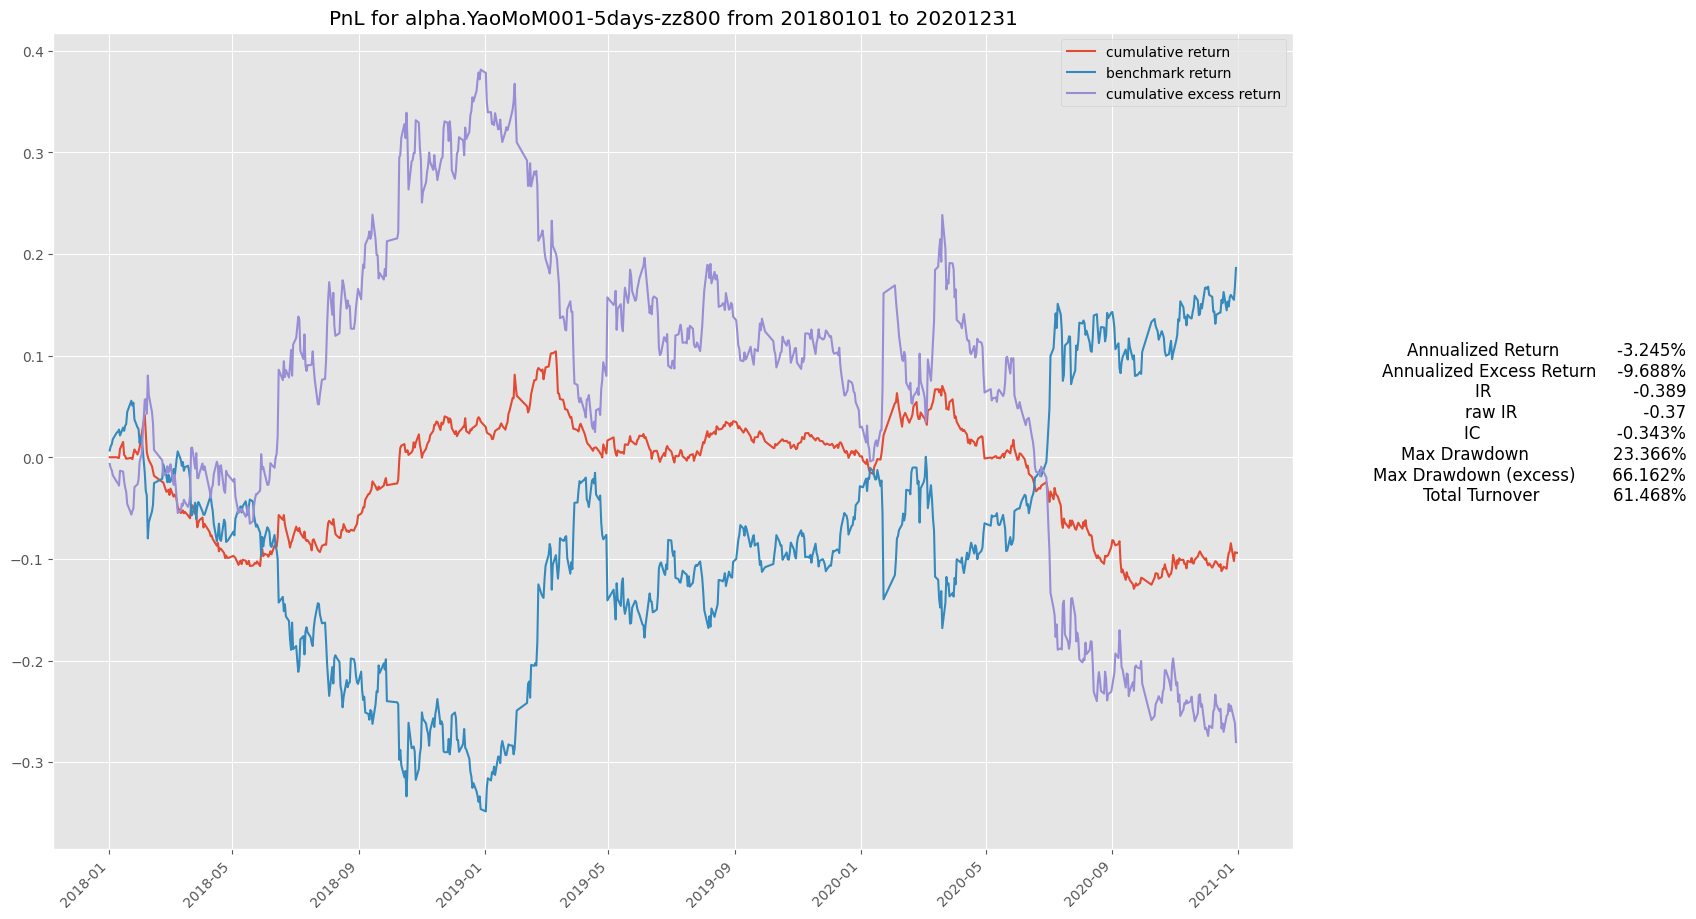 PnL for alpha.YaoMoM001-5days-zz800 from 20180101 to 20201231
cumulative return
benchmark return
cumulative excess return
0.4
0.3
0.2
0.1
0.0
−0.1
−0.2
−0.3
2018-01
2018-05
2018-09
2019-01
2019-05
2019-09
2020-01
2020-05
2020-09
2021-01
Annualized Return -3.245%
Annualized Excess Return -9.688%
IR -0.389
raw IR -0.37
IC -0.343%
Max Drawdown 23.366%
Max Drawdown (excess) 66.162%
Total Turnover 61.468%